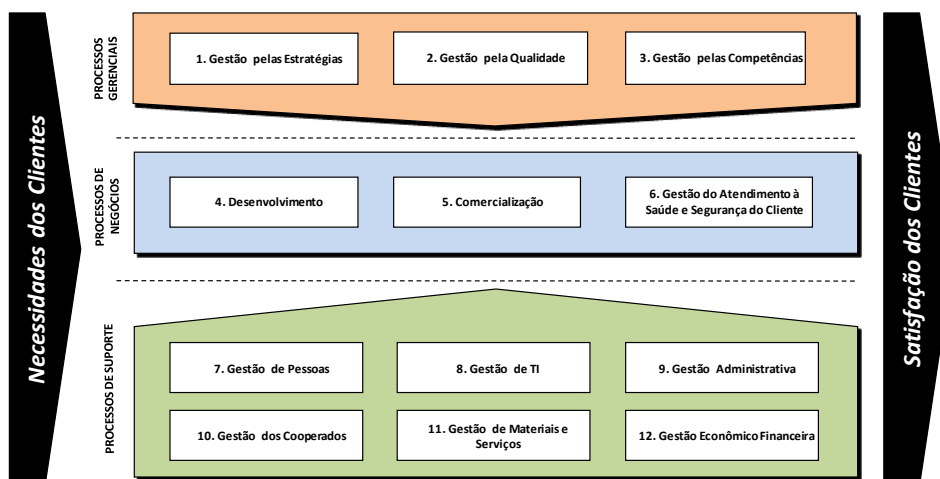 Necessidades dos Clientes
PROCESSOS
GERENCIAIS
1. Gestão pelas Estratégias
2. Gestão pela Qualidade
3. Gestão pelas Competências
PROCESSOS DE
NEGÓCIOS
4. Desenvolvimento
5. Comercialização
6. Gestão do Atendimento à
Saúde e Segurança do Cliente
PROCESSOS DE SUPORTE
7. Gestão de Pessoas
8. Gestão de TI
9. Gestão Administrativa
10. Gestão dos Cooperados
11. Gestão de Materiais e
Serviços
12. Gestão Econômico Financeira
Satisfação dos Clientes